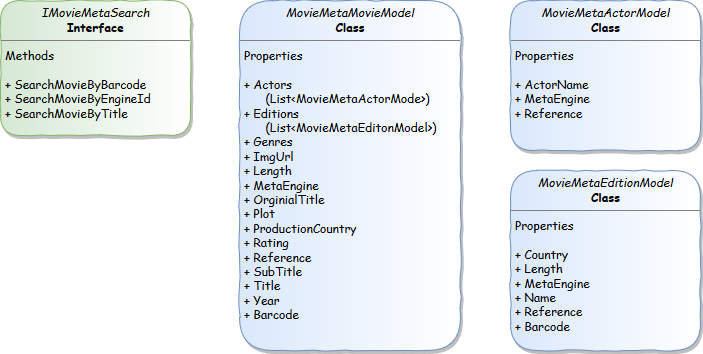 IMovieMetaSearch
Interface
Methods
+ SearchMovieByBarcode
+ SearchMovieByEngineId
+ SearchMovieByTitle
MovieMetaMovieModel
Class
Properties
+ Actors
(List<MovieMetaActorMode>)
+ Editions
(List<MovieMetaEditonModel>)
+ Genres
+ ImgUrl
+ Length
+ MetaEngine
+ OrginialTitle
+ Plot
+ ProductionCountry
+ Rating
+ Reference
+ SubTitle
+ Title
+ Year
+ Barcode
MovieMetaActorModel
Class
Properties
+ ActorName
+ MetaEngine
+ Reference
MovieMetaEditionModel
Class
Properties
+ Country
+ Length
+ MetaEngine
+ Name
+ Reference
+ Barcode